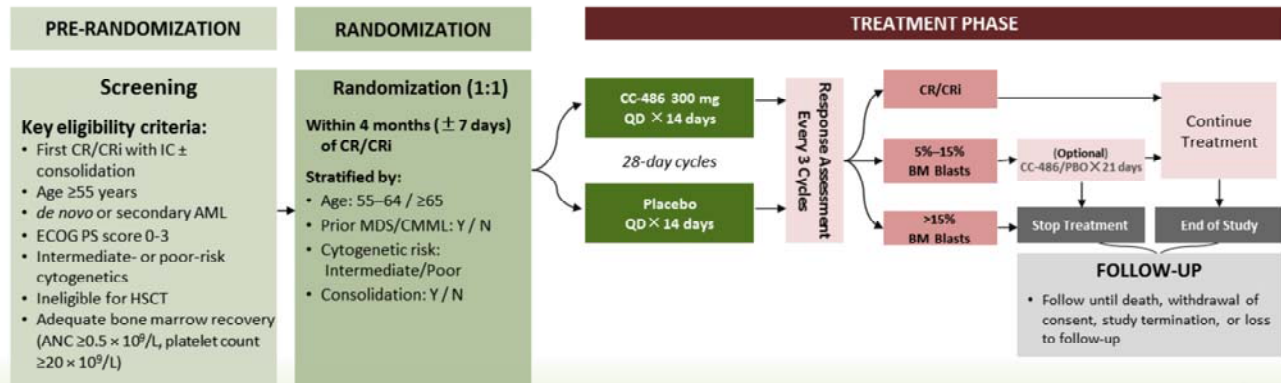 PRE-RANDOMIZATION
Screening
Key eligibility criteria:
• First CR/CRi with IC ±
consolidation
• Age ≥55 years
• de novo or secondary AML
• ECOG PS score 0-3
• Intermediate- or poor-risk
cytogenetics
• Ineligible for HSCT
• Adequate bone marrow recovery
(ANC ≥0.5 × 10⁹/L, platelet count
≥20 × 10⁹/L)
RANDOMIZATION
Randomization (1:1)
Within 4 months (± 7 days)
of CR/CRi
Stratified by:
• Age: 55–64 / ≥65
• Prior MDS/CMML: Y / N
• Cytogenetic risk:
Intermediate/Poor
• Consolidation: Y / N
TREATMENT PHASE
CC-486 300 mg
QD × 14 days
28-day cycles
Placebo
QD × 14 days
Response Assessment
Every 3 Cycles
CR/CRi
5%–15%
BM Blasts
>15%
BM Blasts
(Optional)
CC-486/PBO × 21 days
Continue
Treatment
Stop Treatment
End of Study
FOLLOW-UP
• Follow until death, withdrawal of
consent, study termination, or loss
to follow-up